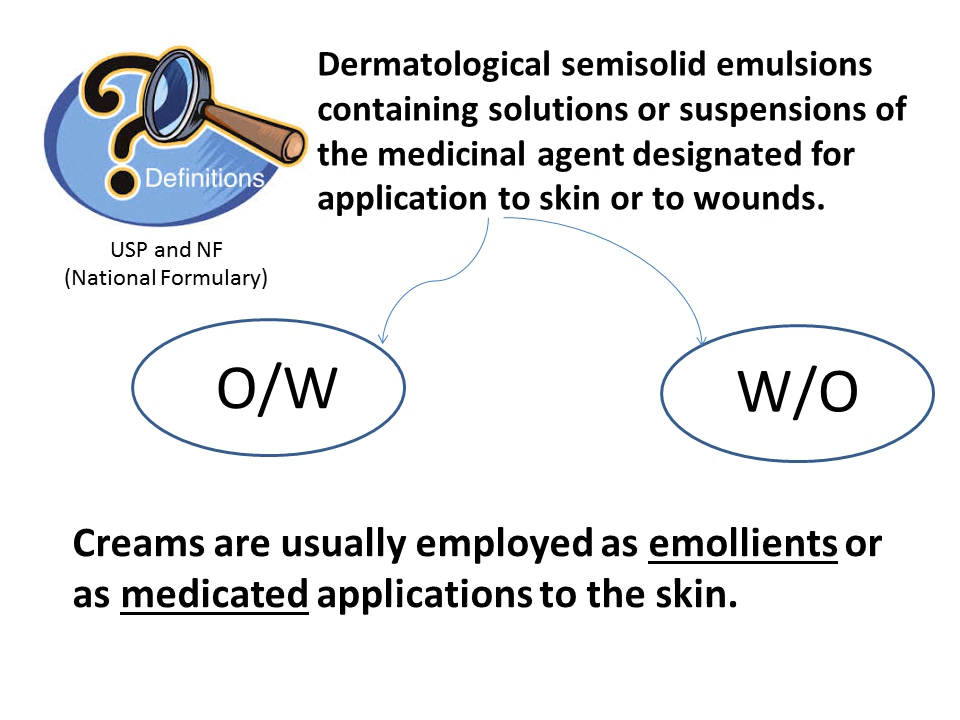 Dermatological semisolid emulsions
containing solutions or suspensions of
the medicinal agent designated for
application to skin or to wounds.
Definitions
USP and NF
(National Formulary)
O/W
W/O
Creams are usually employed as emollients or
as medicated applications to the skin.